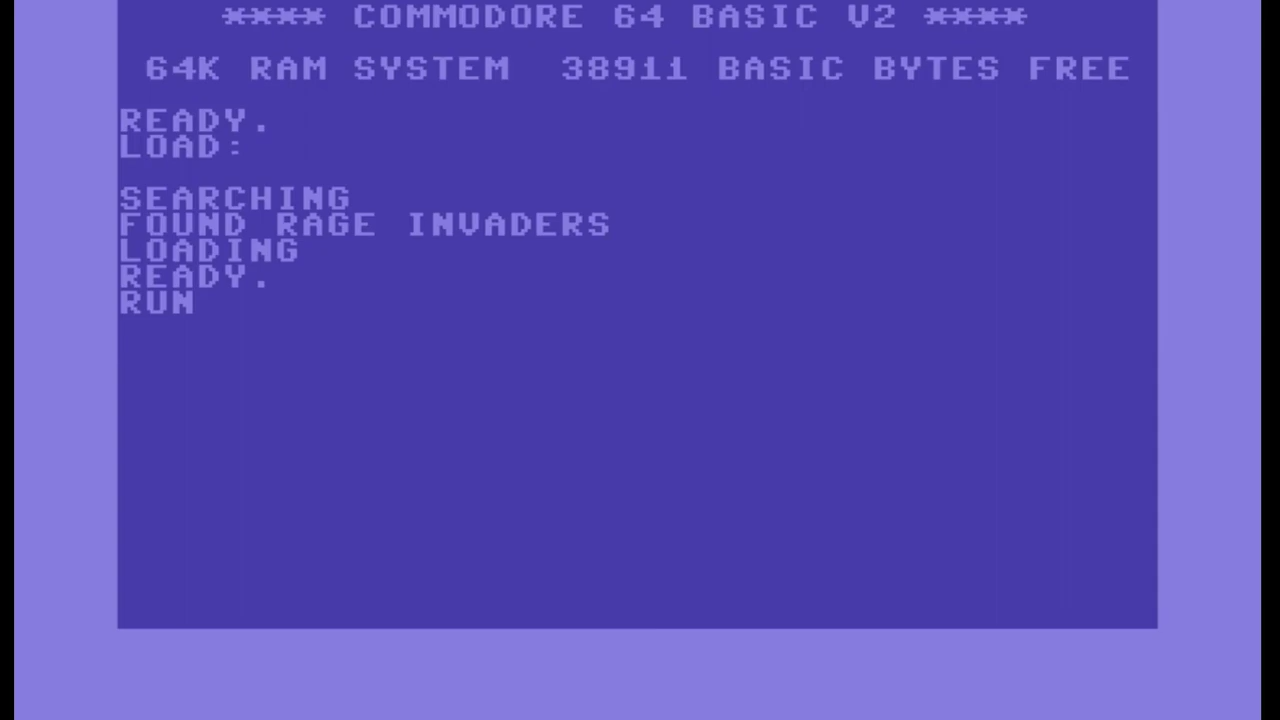 **** COMMODORE 64 BASIC V2 ****
64K RAM SYSTEM  38911 BASIC BYTES FREE
READY.
LOAD:
SEARCHING
FOUND RAGE INVADERS
LOADING
READY.
RUN